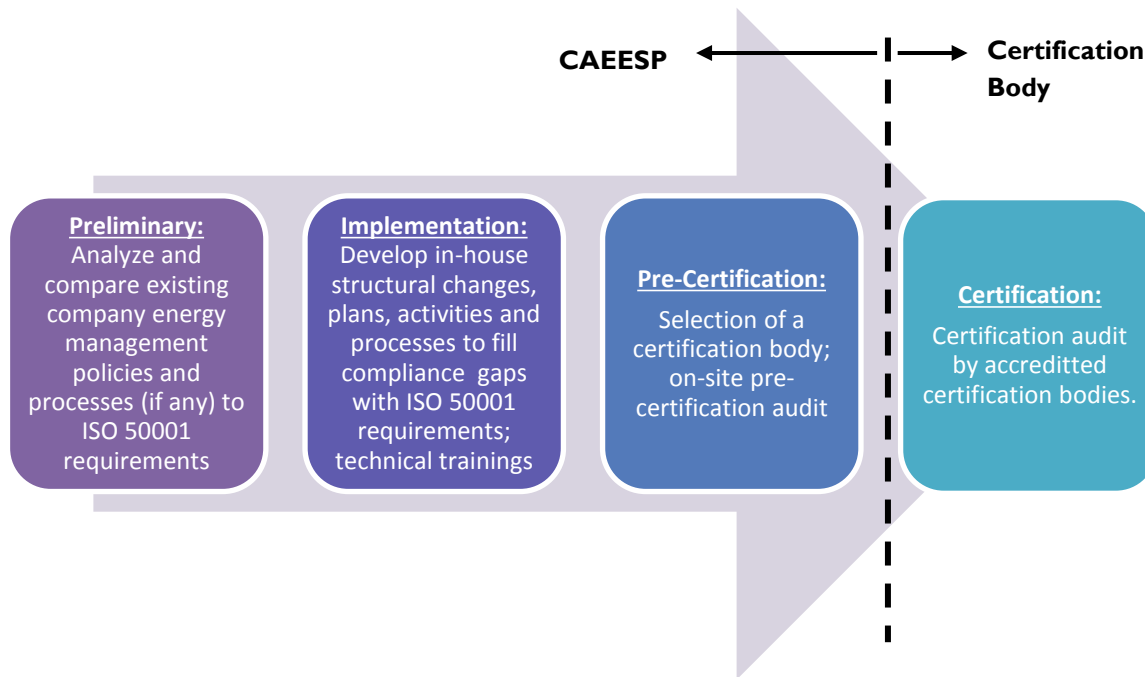 CAEESP
Certification
Body
Preliminary:
Analyze and
compare existing
company energy
management
policies and
processes (if any) to
ISO 50001
requirements
Implementation:
Develop in-house
structural changes,
plans, activities and
processes to fill
compliance gaps
with ISO 50001
requirements;
technical trainings
Pre-Certification:
Selection of a
certification body;
on-site pre-
certification audit
Certification:
Certification audit
by accreditted
certification bodies.